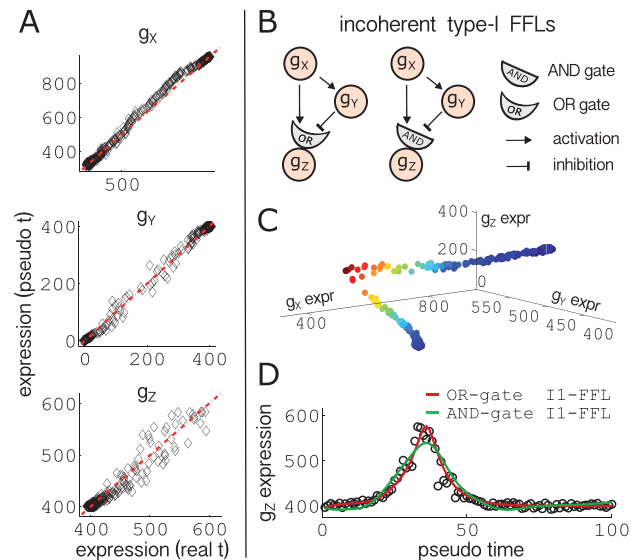 A
gX
800
600
400
500
gY
400
200
0
0
200
400
gZ
600
500
400
400
500
600
expression (pseudo t)
expression (real t)
B
incoherent type-I FFLs
gX
gY
OR
gZ
gX
gY
AND
gZ
AND
AND gate
OR
OR gate
activation
inhibition
C
400
gZ expr
200
0
gX expr
400
800
550
500
450
400
gY expr
D
OR-gate I1-FFL
AND-gate I1-FFL
600
500
400
gZ expression
0
50
100
pseudo time